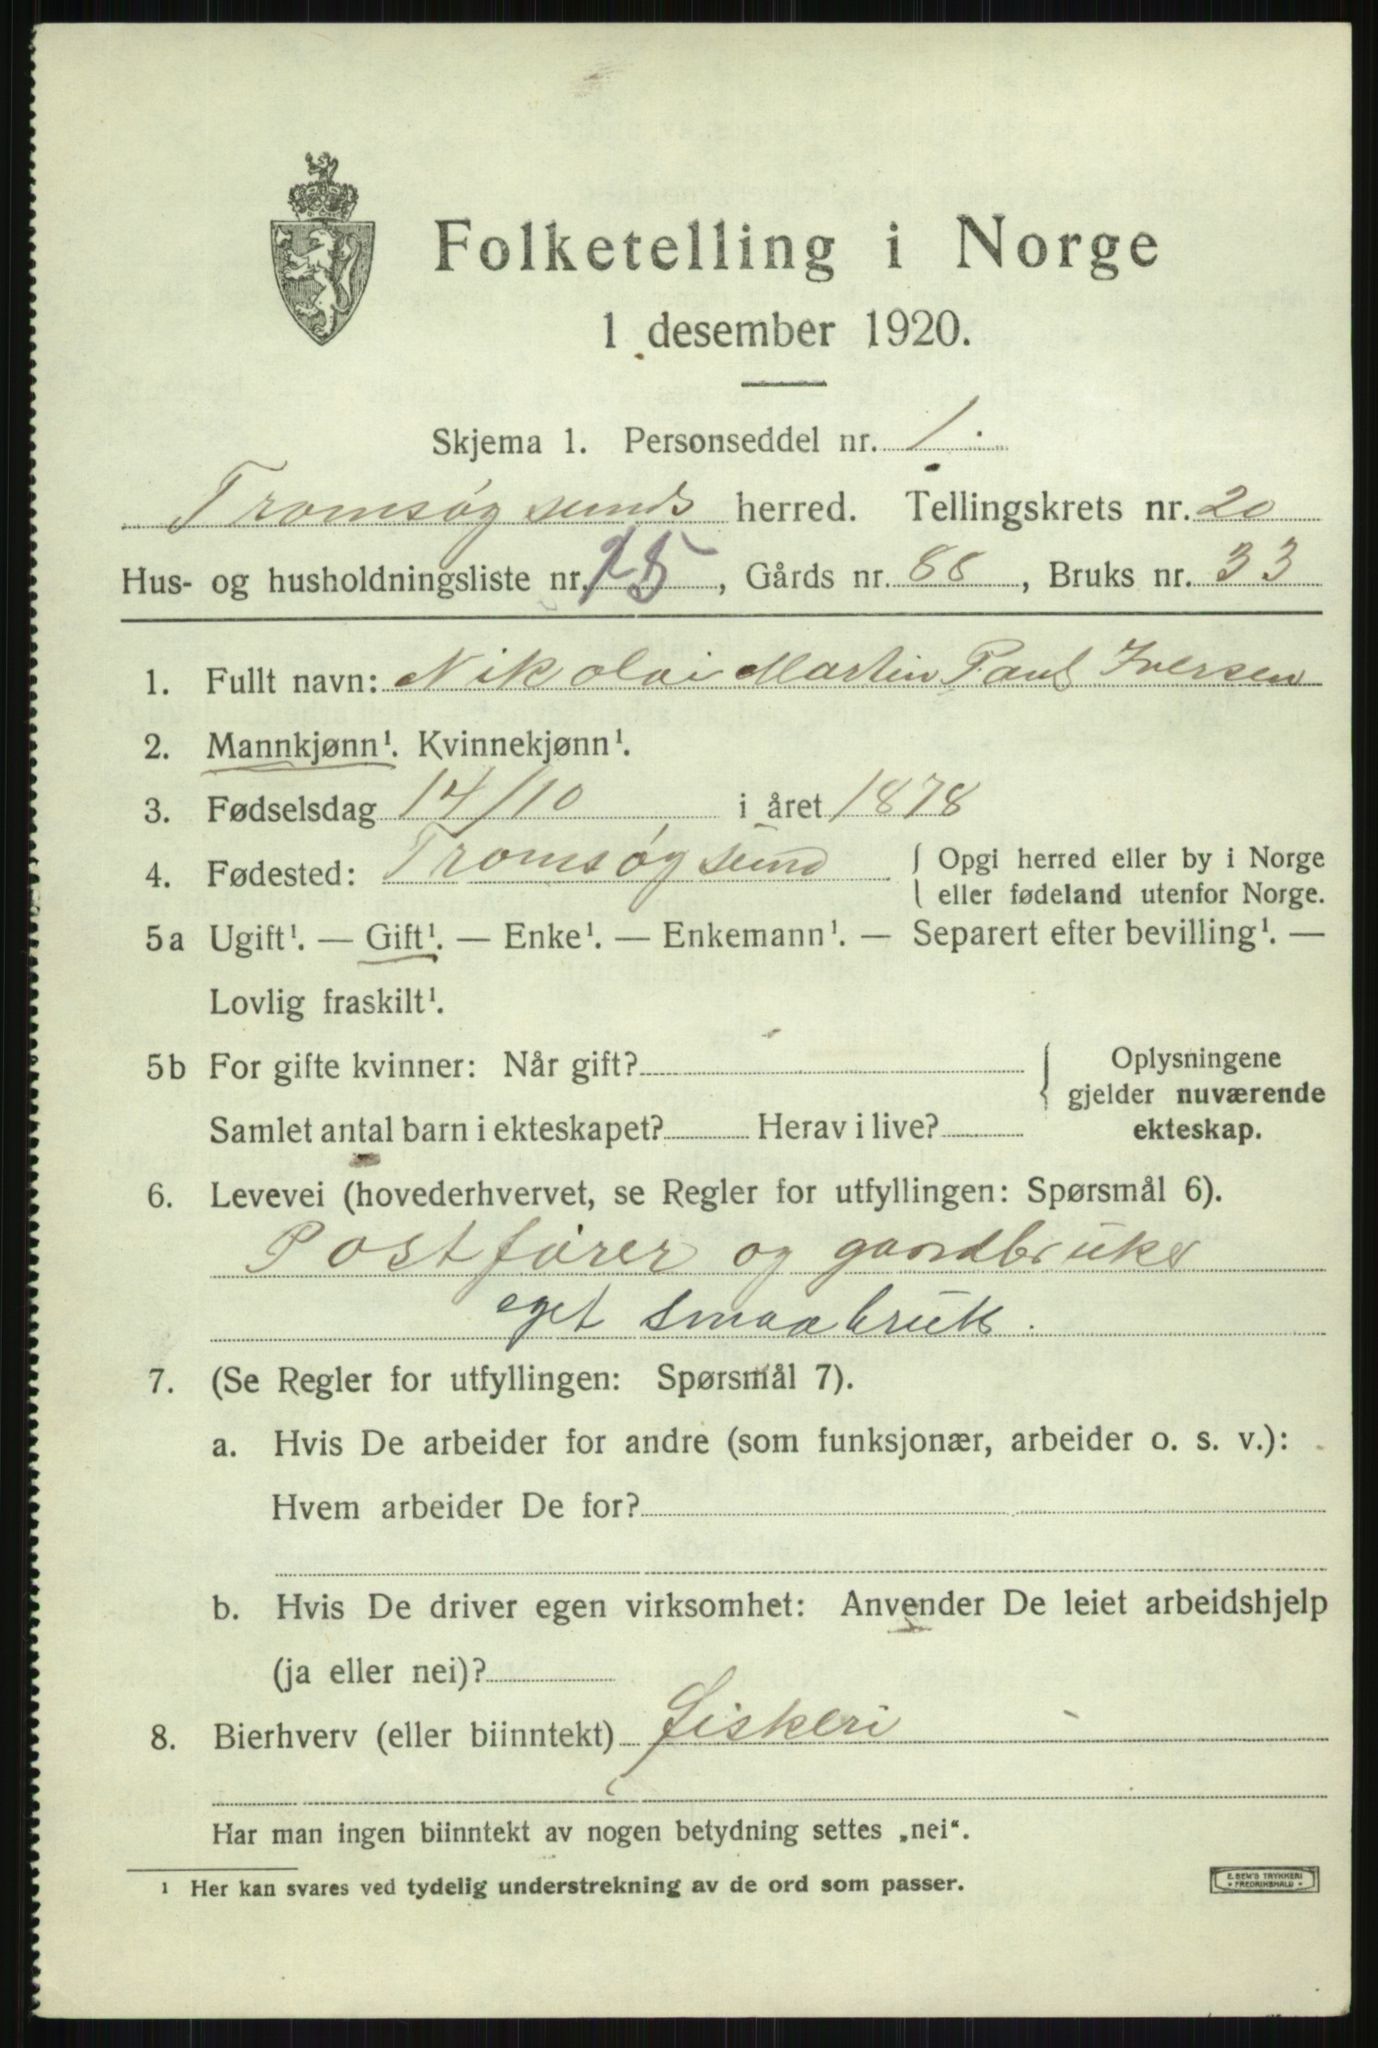 Folketelling i Norge
1 desember 1920.
Skjema 1. Personseddel nr. 1.
Tromsøysunds herred. Tellingskrets nr. 20
Hus- og husholdningsliste nr. , Gårds nr. 88, Bruks nr. 33
1. Fullt navn: Nikolai Martin Paul Iversen
2. Mannkjønn¹. Kvinnekjønn¹.
3. Fødselsdag 14/10 i året 1878
4. Fødested: Tromsøysund { Opgi herred eller by i Norge
eller fødeland utenfor Norge.
5a Ugift¹. — Gift¹. — Enke¹. — Enkemann¹. — Separert efter bevilling¹. —
Lovlig fraskilt¹.
5b For gifte kvinner: Når gift? { Oplysningene
gjelder nuværende
Samlet antal barn i ekteskapet? Herav i live? ekteskap.
6. Levevei (hovederhvervet, se Regler for utfyllingen: Spørsmål 6).
Postfører og gaardbruker
eget smaabruk.
7. (Se Regler for utfyllingen: Spørsmål 7).
a. Hvis De arbeider for andre (som funksjonær, arbeider o. s. v.):
Hvem arbeider De for?
b. Hvis De driver egen virksomhet: Anvender De leiet arbeidshjelp
(ja eller nei)?
8. Bierhverv (eller biinntekt) fiskeri
Har man ingen biinntekt av nogen betydning settes „nei".
¹ Her kan svares ved tydelig understrekning av de ord som passer.
E. SEM'S TRYKKERI
FREDRIKSHALD